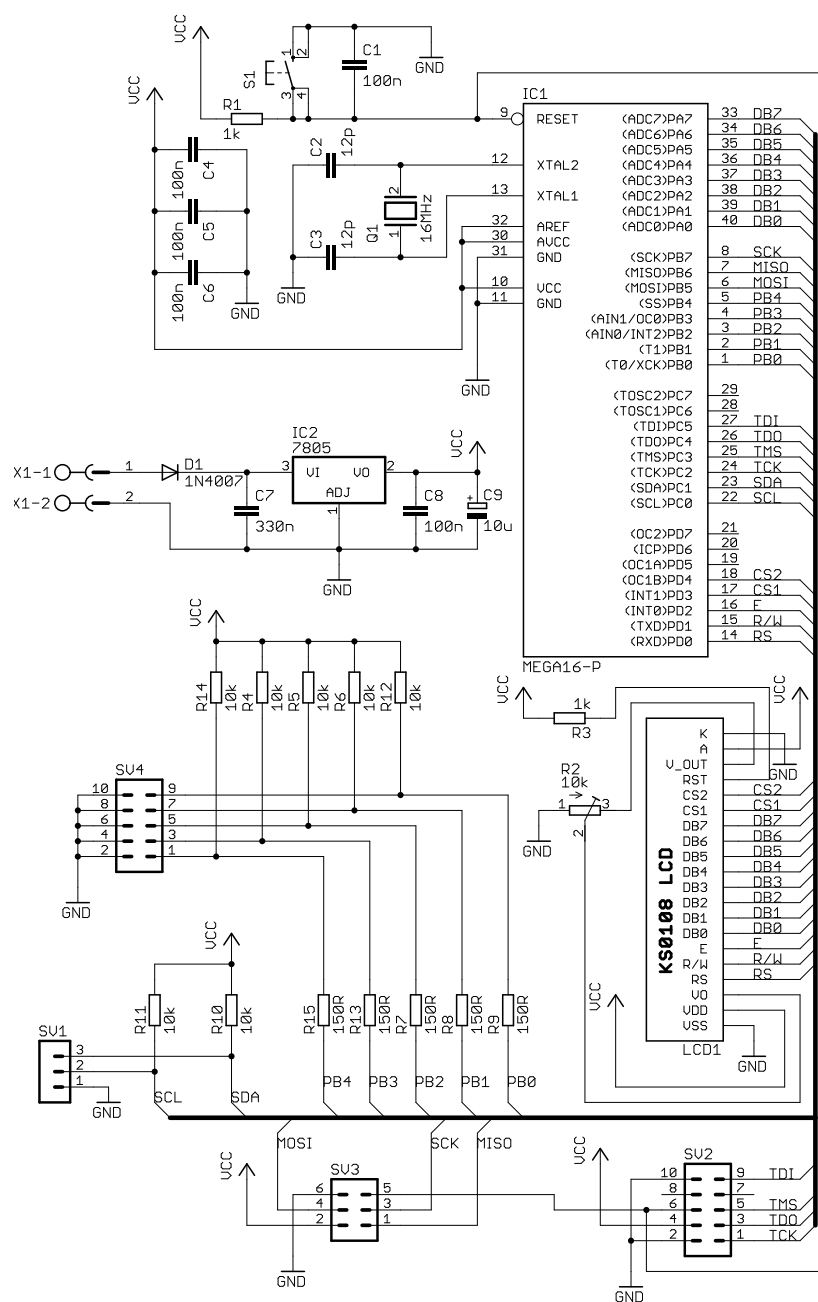 VCC
S1
1
2
3
4
C1
100n
GND
VCC
R1
1k
C4
100n
C5
100n
C6
100n
GND
C2
12p
C3
12p
Q1
2
1
16MHz
GND
GND
IC1
9 RESET
12 XTAL2
13 XTAL1
32 AREF
30 AVCC
31 GND
10 VCC
11 GND
(ADC7)PA7 33 DB7
(ADC6)PA6 34 DB6
(ADC5)PA5 35 DB5
(ADC4)PA4 36 DB4
(ADC3)PA3 37 DB3
(ADC2)PA2 38 DB2
(ADC1)PA1 39 DB1
(ADC0)PA0 40 DB0
(SCK)PB7 8 SCK
(MISO)PB6 7 MISO
(MOSI)PB5 6 MOSI
(SS)PB4 5 PB4
(AIN1/OC0)PB3 4 PB3
(AIN0/INT2)PB2 3 PB2
(T1)PB1 2 PB1
(T0/XCK)PB0 1 PB0
(TOSC2)PC7 29
(TOSC1)PC6 28
(TDI)PC5 27 TDI
(TDO)PC4 26 TDO
(TMS)PC3 25 TMS
(TCK)PC2 24 TCK
(SDA)PC1 23 SDA
(SCL)PC0 22 SCL
(OC2)PD7 21
(ICP)PD6 20
(OC1A)PD5 19
(OC1B)PD4 18 CS2
(INT1)PD3 17 CS1
(INT0)PD2 16 E
(TXD)PD1 15 R/W
(RXD)PD0 14 RS
MEGA16-P
X1-1 1
X1-2 2
D1
1N4007
C7
330n
IC2
7805
3 VI VO 2
ADJ
1
GND
C8
100n
VCC
C9
+
10u
VCC
R14 10k
R4 10k
R5 10k
R6 10k
R12 10k
SV4
10 9
8 7
6 5
4 3
2 1
GND
VCC
1k
R3
R2
10k
1 3
2
GND
VCC
GND
K
A
V_OUT
RST
CS2 CS2
CS1 CS1
DB7 DB7
DB6 DB6
DB5 DB5
DB4 DB4
DB3 DB3
DB2 DB2
DB1 DB1
DB0 DB0
E E
R/W R/W
RS RS
VO
VDD
VSS
KS0108 LCD
LCD1
VCC
GND
VCC
R11 10k
R10 10k
R15 150R
R13 150R
R7 150R
R8 150R
R9 150R
SV1
3
2
1
GND
SCL
SDA
PB4
PB3
PB2
PB1
PB0
MOSI
SCK
MISO
VCC
SV3
6 5
4 3
2 1
GND
VCC
SV2
10 9 TDI
8 7
6 5 TMS
4 3 TDO
2 1 TCK
GND